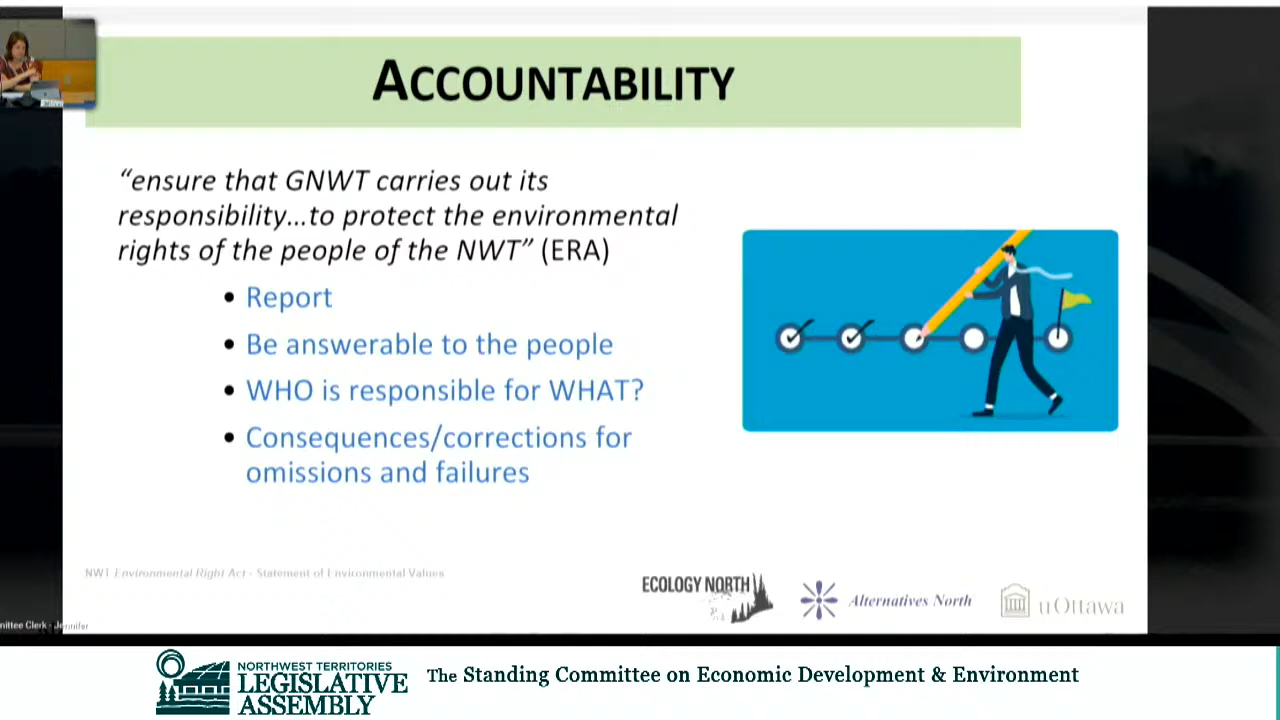 ACCOUNTABILITY
“ensure that GNWT carries out its
responsibility...to protect the environmental
rights of the people of the NWT” (ERA)
• Report
• Be answerable to the people
• WHO is responsible for WHAT?
• Consequences/corrections for
omissions and failures
NWT Environmental Right Act - Statement of Environmental Values
ECOLOGY NORTH
Alternatives North
uOttawa
mittee Clerk - Jennifer
NORTHWEST TERRITORIES
LEGISLATIVE
ASSEMBLY
The Standing Committee on Economic Development & Environment